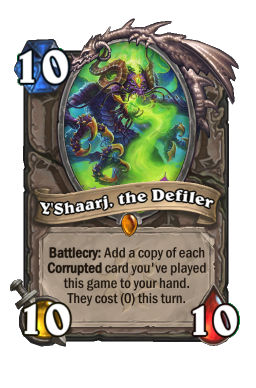 10
Y'Shaarj, the Defiler
Battlecry: Add a copy of each
Corrupted card you've played
this game to your hand.
They cost (0) this turn.
10
10